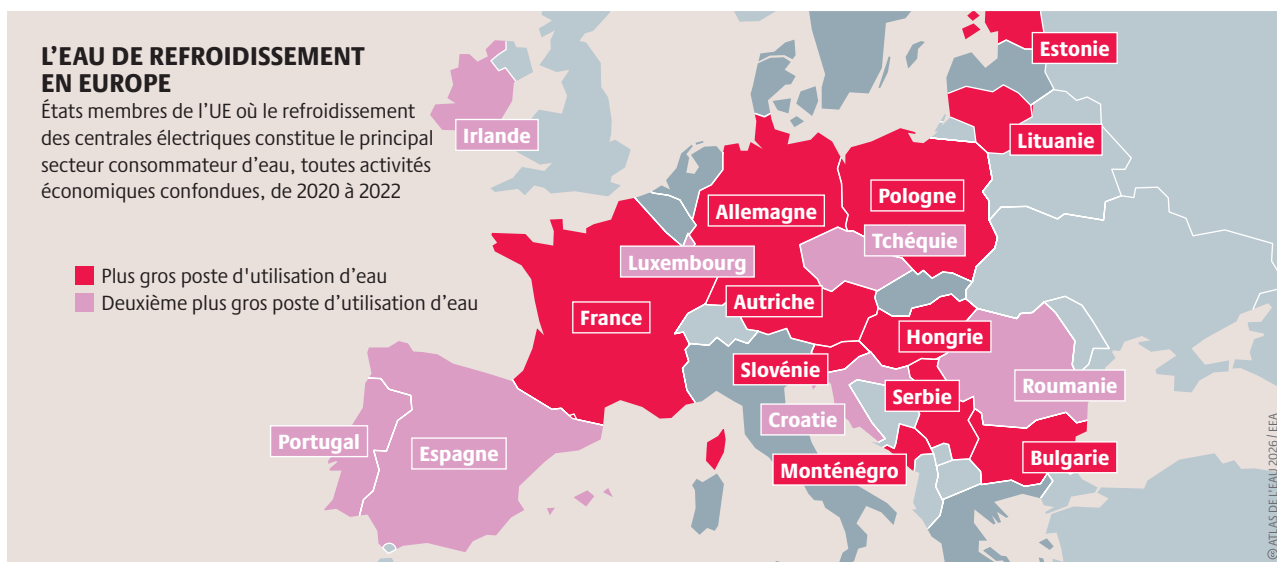 L’EAU DE REFROIDISSEMENT
EN EUROPE
États membres de l’UE où le refroidissement
des centrales électriques constitue le principal
secteur consommateur d’eau, toutes activités
économiques confondues, de 2020 à 2022
Plus gros poste d'utilisation d’eau
Deuxième plus gros poste d’utilisation d’eau
Estonie
Irlande
Lituanie
Pologne
Allemagne
Tchéquie
Luxembourg
Autriche
France
Hongrie
Slovénie
Roumanie
Serbie
Croatie
Portugal
Espagne
Bulgarie
Monténégro
© ATLAS DE L’EAU 2026 / EEA